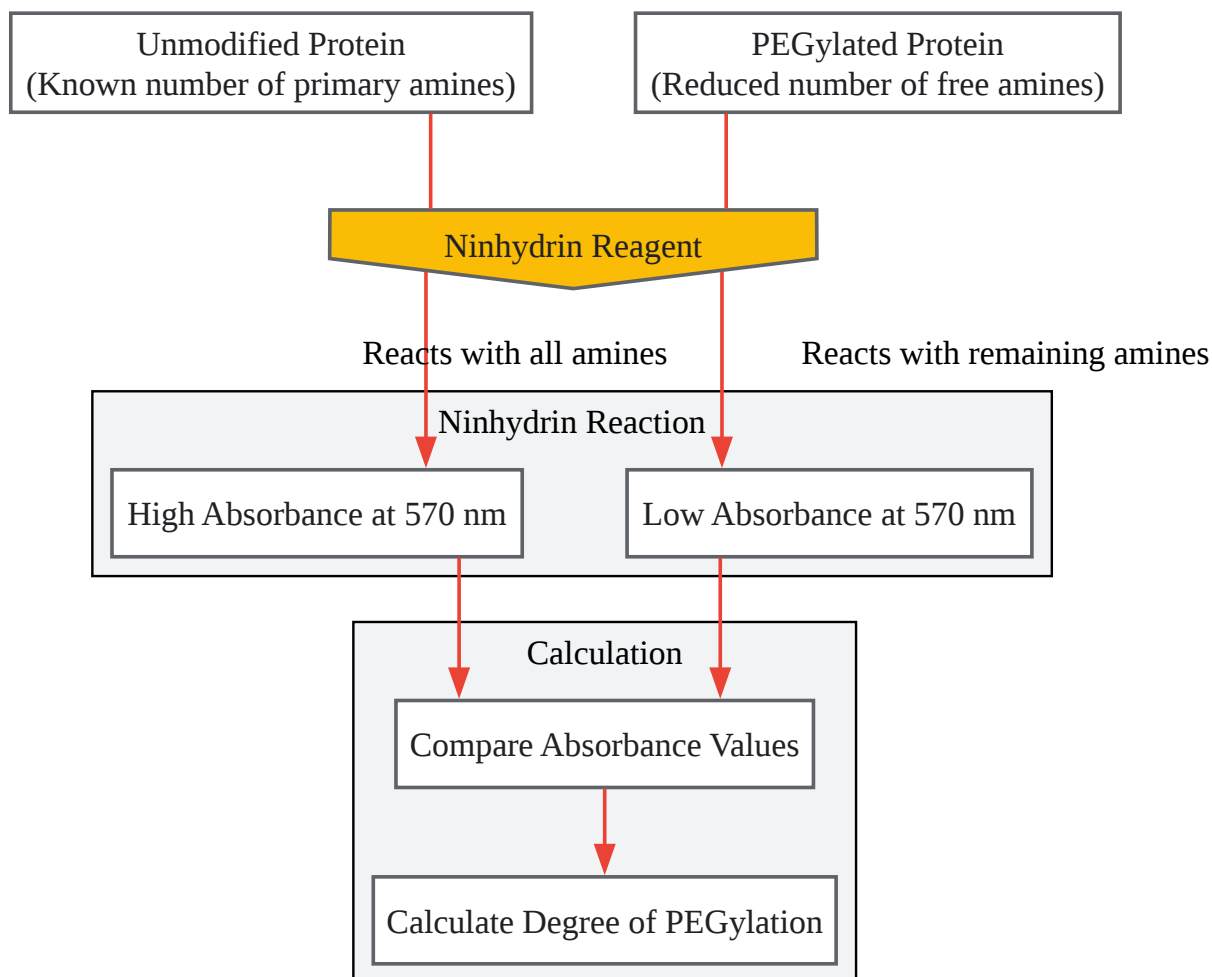 Unmodified Protein
(Known number of primary amines)
PEGylated Protein
(Reduced number of free amines)
Ninhydrin Reagent
Reacts with all amines
Reacts with remaining amines
Ninhydrin Reaction
High Absorbance at 570 nm
Low Absorbance at 570 nm
Calculation
Compare Absorbance Values
Calculate Degree of PEGylation